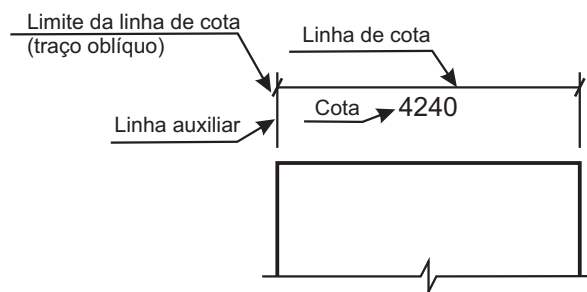 Limite da linha de cota
(traço oblíquo)
Linha de cota
Cota
4240
Linha auxiliar